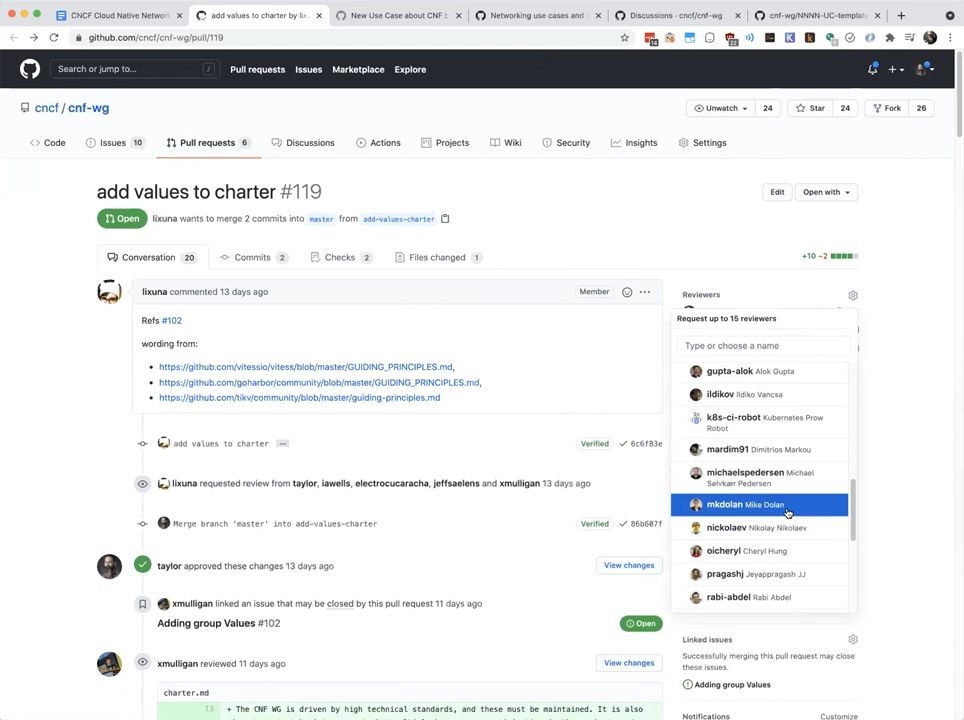 CNCF Cloud Native Network
add values to charter by lix
New Use Case about CNF b
Networking use cases and
Discussions · cncf/cnf-wg
cnf-wg/NNNN-UC-templat
github.com/cncf/cnf-wg/pull/119
Search or jump to...
/
Pull requests
Issues
Marketplace
Explore
cncf / cnf-wg
Unwatch
24
Star
24
Fork
26
Code
Issues 10
Pull requests 6
Discussions
Actions
Projects
Wiki
Security
Insights
Settings
add values to charter #119
Edit
Open with
Open
lixuna wants to merge 2 commits into master from add-values-charter
Conversation 20
Commits 2
Checks 2
Files changed 1
+10 −2
lixuna commented 13 days ago
Member
Refs #102
wording from:
https://github.com/vitessio/vitess/blob/master/GUIDING_PRINCIPLES.md,
https://github.com/goharbor/community/blob/master/GUIDING_PRINCIPLES.md,
https://github.com/tikv/community/blob/master/guiding-principles.md
add values to charter
Verified
6c6f83e
lixuna requested review from taylor, iawells, electrocucaracha, jeffsaelens and xmulligan 13 days ago
Merge branch 'master' into add-values-charter
Verified
86b607f
taylor approved these changes 13 days ago
View changes
xmulligan linked an issue that may be closed by this pull request 11 days ago
Adding group Values #102
Open
xmulligan reviewed 11 days ago
View changes
charter.md
13 + The CNF WG is driven by high technical standards, and these must be maintained. It is also
Reviewers
Request up to 15 reviewers
Type or choose a name
gupta-alok Alok Gupta
ildikov Ildiko Vancsa
k8s-ci-robot Kubernetes Prow
Robot
mardim91 Dimitrios Markou
michaelspedersen Michael
Sølvkær Pedersen
mkdolan Mike Dolan
nickolaev Nikolay Nikolaev
oicheryl Cheryl Hung
pragashj Jeyappragash JJ
rabi-abdel Rabi Abdel
Linked issues
Successfully merging this pull request may close
these issues.
Adding group Values
Notifications
Customize